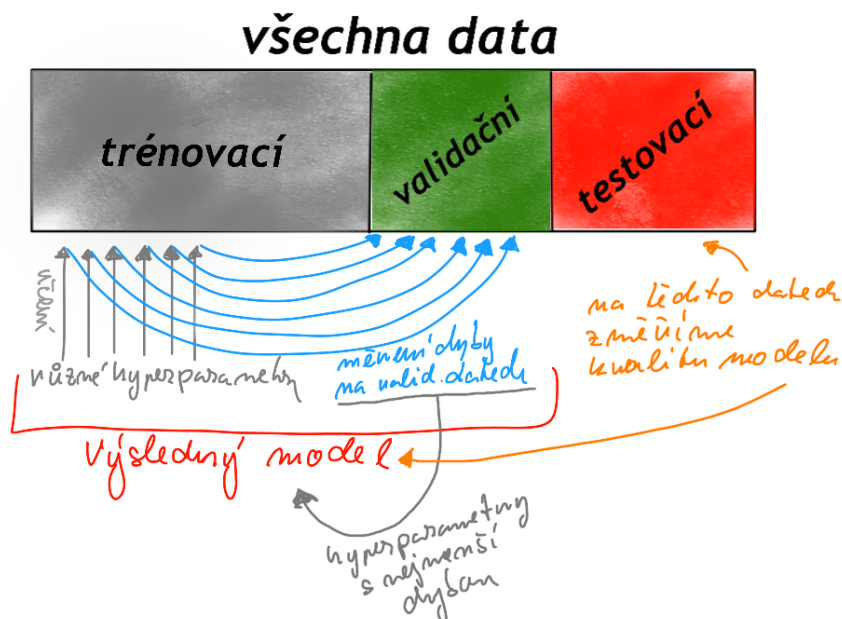 všechna data
trénovací
validační
testovací
učení
různé hyperparametry
měření chyby
na valid. datech
na těchto datech
změříme
kvalitu modelu
výsledný model
hyperparametry
s nejmenší
chybou